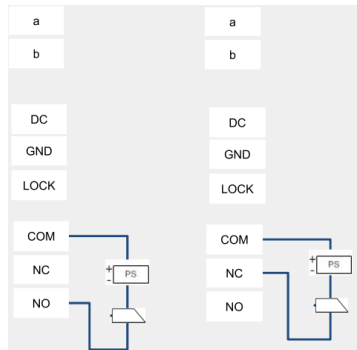 a
b
DC
GND
LOCK
COM
NC
NO
+
-
PS
a
b
DC
GND
LOCK
COM
NC
NO
+
-
PS